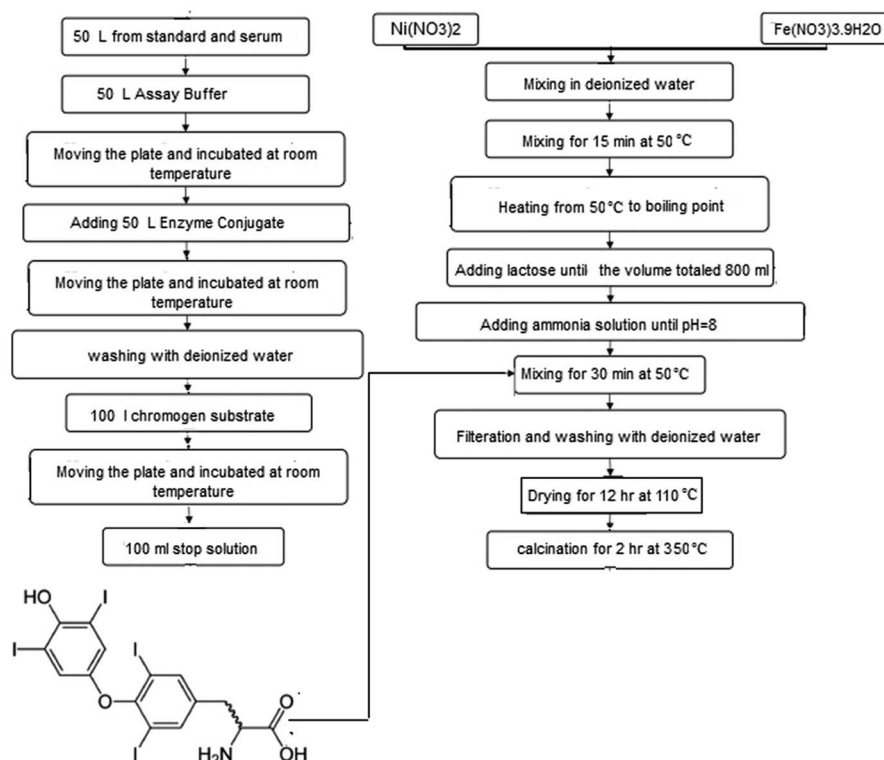 50 L from standard and serum
50 L Assay Buffer
Moving the plate and incubated at room
temperature
Adding 50 L Enzyme Conjugate
Moving the plate and incubated at room
temperature
washing with deionized water
100 l chromogen substrate
Moving the plate and incubated at room
temperature
100 ml stop solution
Ni(NO3)2
Fe(NO3)3.9H2O
Mixing in deionized water
Mixing for 15 min at 50°C
Heating from 50°C to boiling point
Adding lactose until the volume totaled 800 ml
Adding ammonia solution until pH=8
Mixing for 30 min at 50°C
Filteration and washing with deionized water
Drying for 12 hr at 110°C
calcination for 2 hr at 350°C
HO
I
I
I
O
O
I
H₂N
OH